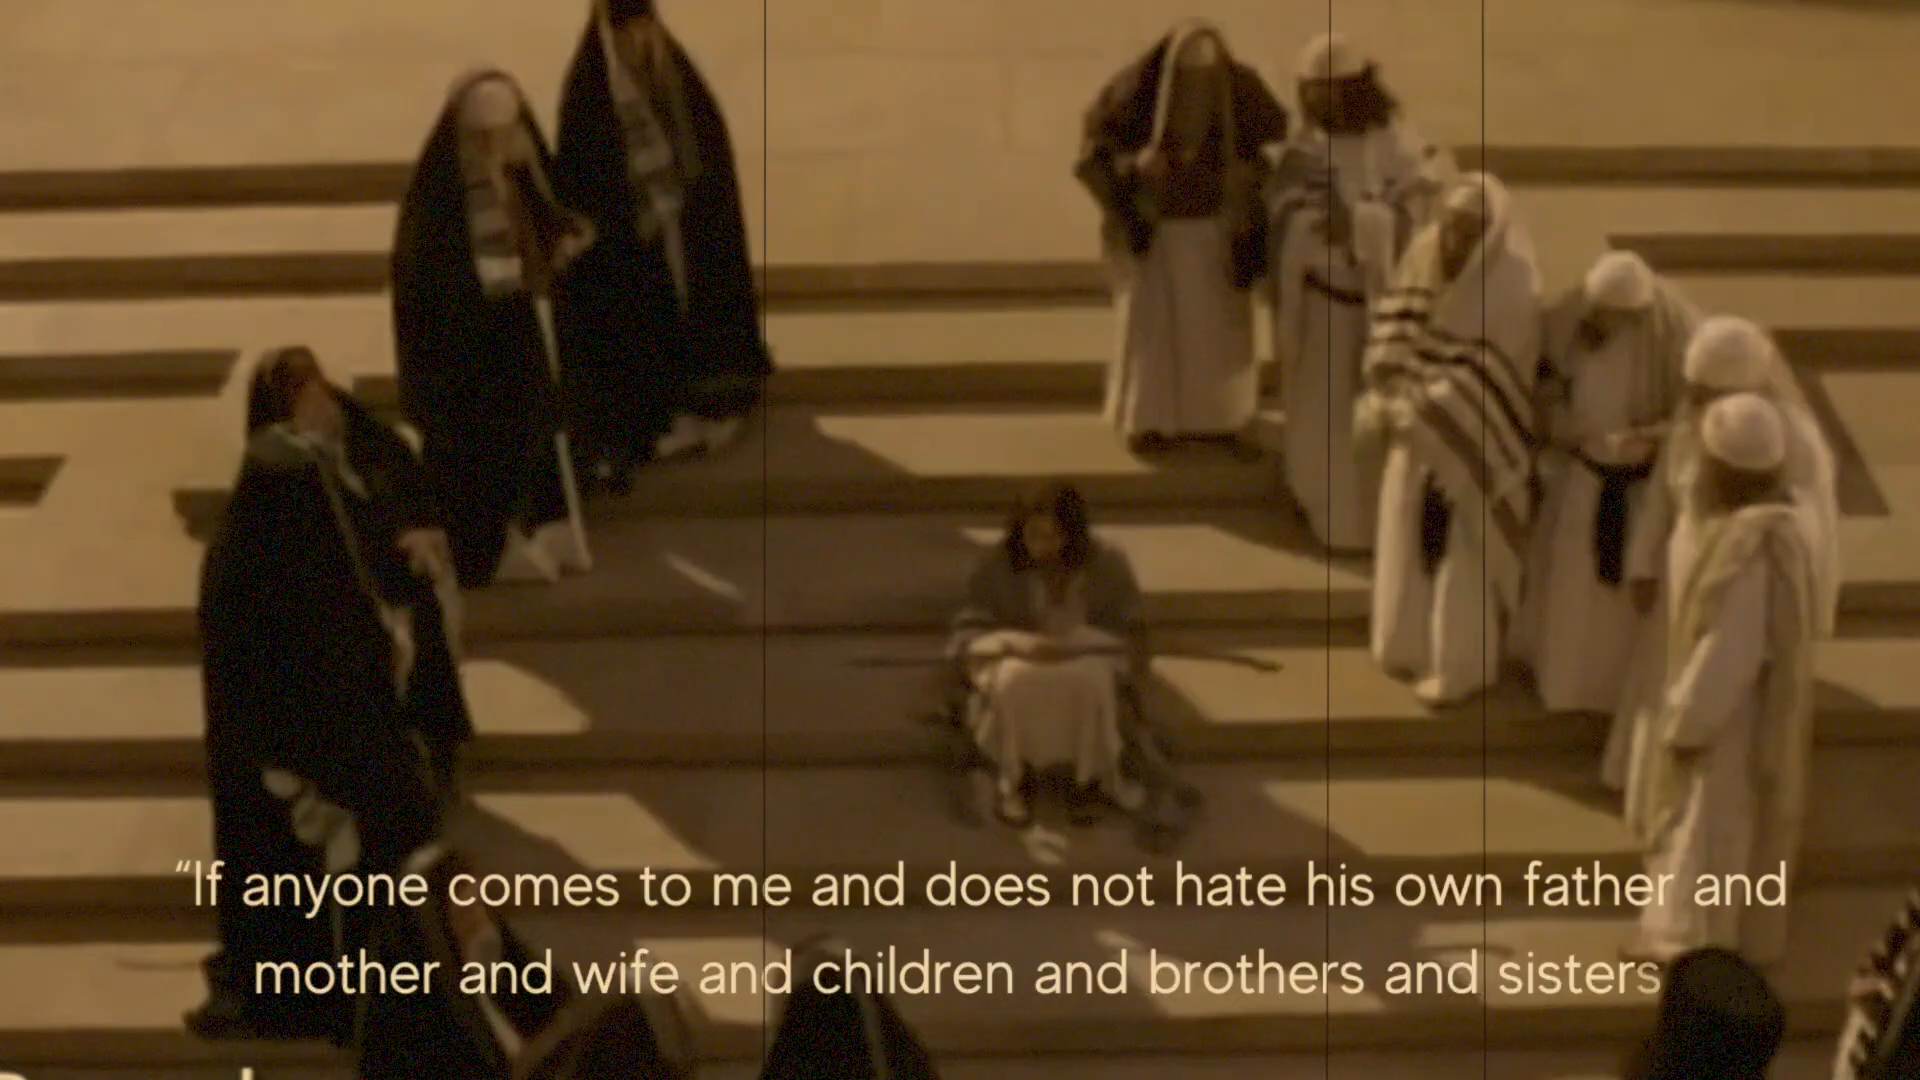 “If anyone comes to me and does not hate his own father and
mother and wife and children and brothers and sisters